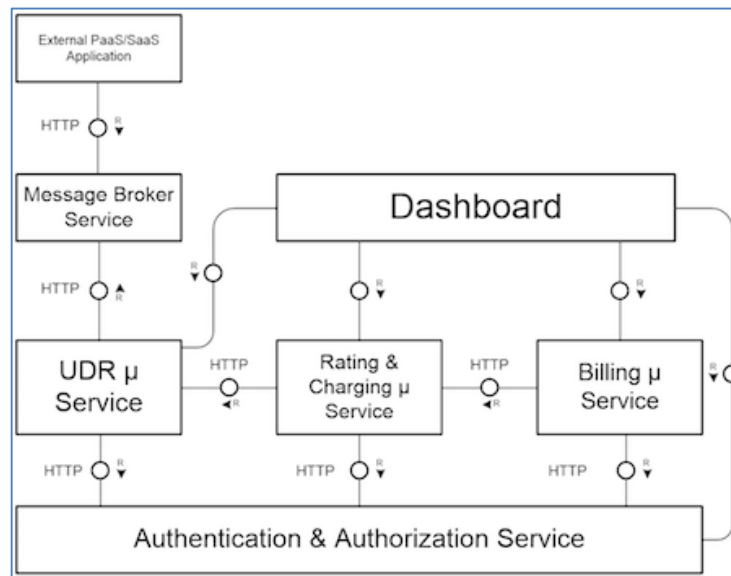 External PaaS/SaaS
Application
HTTP
R
Message Broker
Service
Dashboard
HTTP
R
R
R
R
UDR µ
Service
HTTP
R
Rating &
Charging µ
Service
HTTP
R
Billing µ
Service
R
HTTP
R
HTTP
R
HTTP
R
Authentication & Authorization Service